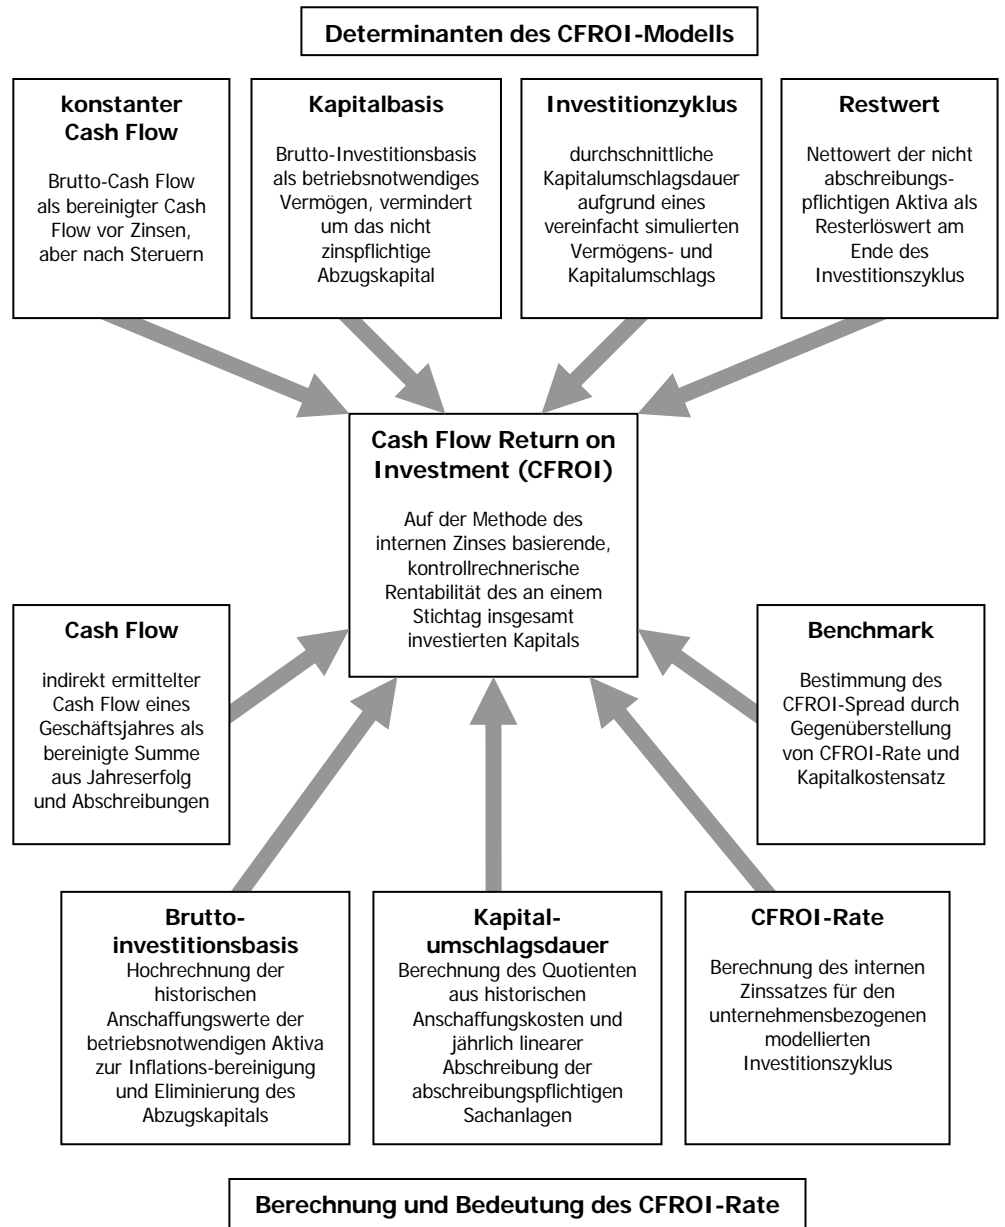 Determinanten des CFROI-Modells
konstanter
Cash Flow
Brutto-Cash Flow
als bereinigter Cash
Flow vor Zinsen,
aber nach Steruern
Kapitalbasis
Brutto-Investitionsbasis
als betriebsnotwendiges
Vermögen, vermindert
um das nicht
zinspflichtige
Abzugskapital
Investitionzyklus
durchschnittliche
Kapitalumschlagsdauer
aufgrund eines
vereinfacht simulierten
Vermögens- und
Kapitalumschlags
Restwert
Nettowert der nicht
abschreibungs-
pflichtigen Aktiva als
Resterlöswert am
Ende des
Investitionszyklus
Cash Flow Return on
Investment (CFROI)
Auf der Methode des
internen Zinses basierende,
kontrollrechnerische
Rentabilität des an einem
Stichtag insgesamt
investierten Kapitals
Cash Flow
indirekt ermittelter
Cash Flow eines
Geschäftsjahres als
bereinigte Summe
aus Jahreserfolg
und Abschreibungen
Benchmark
Bestimmung des
CFROI-Spread durch
Gegenüberstellung
von CFROI-Rate und
Kapitalkostensatz
Brutto-
investitionsbasis
Hochrechnung der
historischen
Anschaffungswerte der
betriebsnotwendigen Aktiva
zur Inflations-bereinigung
und Eliminierung des
Abzugskapitals
Kapital-
umschlagsdauer
Berechnung des Quotienten
aus historischen
Anschaffungskosten und
jährlich linearer
Abschreibung der
abschreibungspflichtigen
Sachanlagen
CFROI-Rate
Berechnung des internen
Zinssatzes für den
unternehmensbezogenen
modellierten
Investitionszyklus
Berechnung und Bedeutung des CFROI-Rate